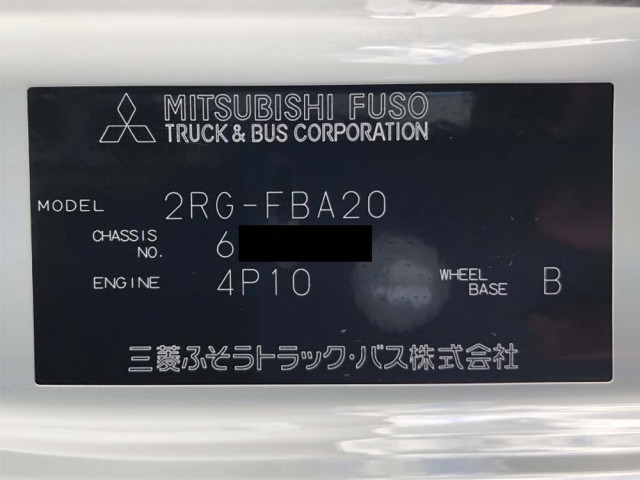 MITSUBISHI FUSO
TRUCK & BUS CORPORATION
MODEL 2RG-FBA20
CHASSIS NO. 6
ENGINE 4P10 WHEEL BASE B
三菱ふそうトラック・バス株式会社